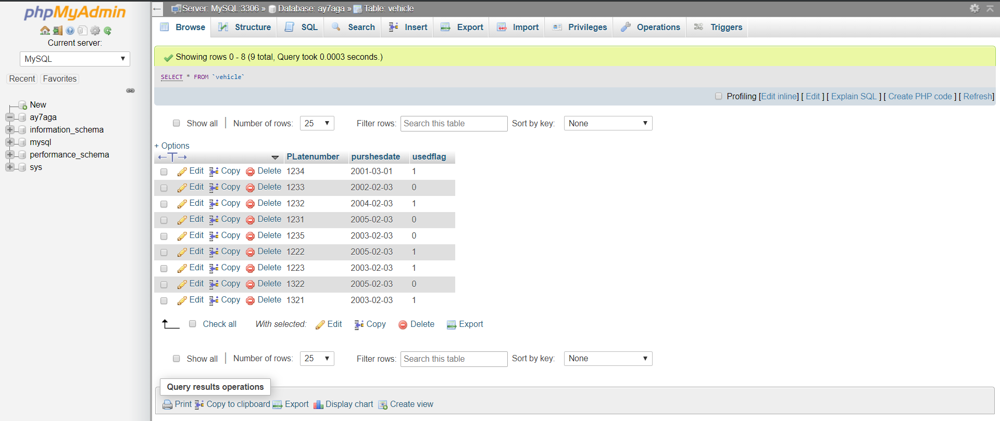 phpMyAdmin
Current server:
MySQL
Recent Favorites
New
ay7aga
information_schema
mysql
performance_schema
sys
Server: MySQL:3306 » Database: ay7aga » Table: vehicle
Browse Structure SQL Search Insert Export Import Privileges Operations Triggers
Showing rows 0 - 8 (9 total, Query took 0.0003 seconds.)
SELECT * FROM `vehicle`
Profiling [Edit inline] [ Edit ] [ Explain SQL ] [ Create PHP code ] [ Refresh]
Show all | Number of rows: 25 Filter rows: Search this table Sort by key: None
+ Options
←T→ PLatenumber purshesdate usedflag
Edit Copy Delete 1234 2001-03-01 1
Edit Copy Delete 1233 2002-02-03 0
Edit Copy Delete 1232 2004-02-03 1
Edit Copy Delete 1231 2005-02-03 0
Edit Copy Delete 1235 2003-02-03 0
Edit Copy Delete 1222 2005-02-03 1
Edit Copy Delete 1223 2003-02-03 1
Edit Copy Delete 1322 2005-02-03 0
Edit Copy Delete 1321 2003-02-03 1
Check all With selected: Edit Copy Delete Export
Show all | Number of rows: 25 Filter rows: Search this table Sort by key: None
Query results operations
Print Copy to clipboard Export Display chart Create view